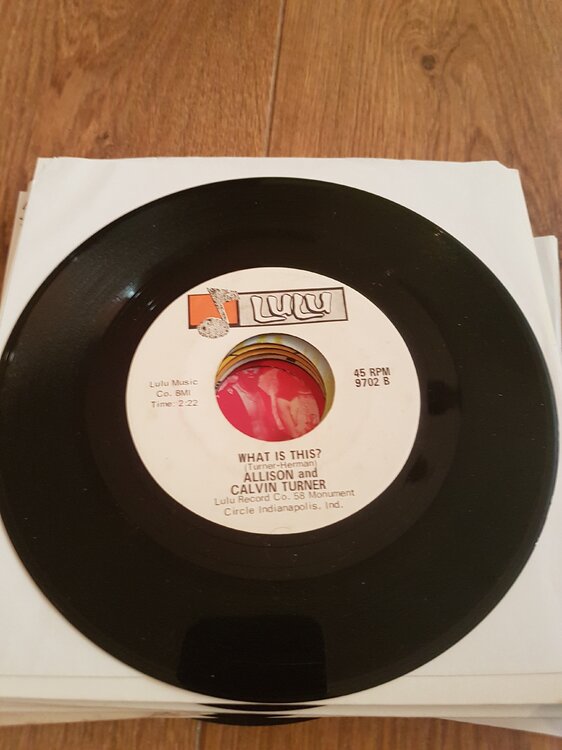 LULU
Lulu Music
Co. BMI
Time: 2:22
45 RPM
9702 B
WHAT IS THIS?
(Turner-Herman)
ALLISON and
CALVIN TURNER
Lulu Record Co. 58 Monument
Circle Indianapolis, Ind.